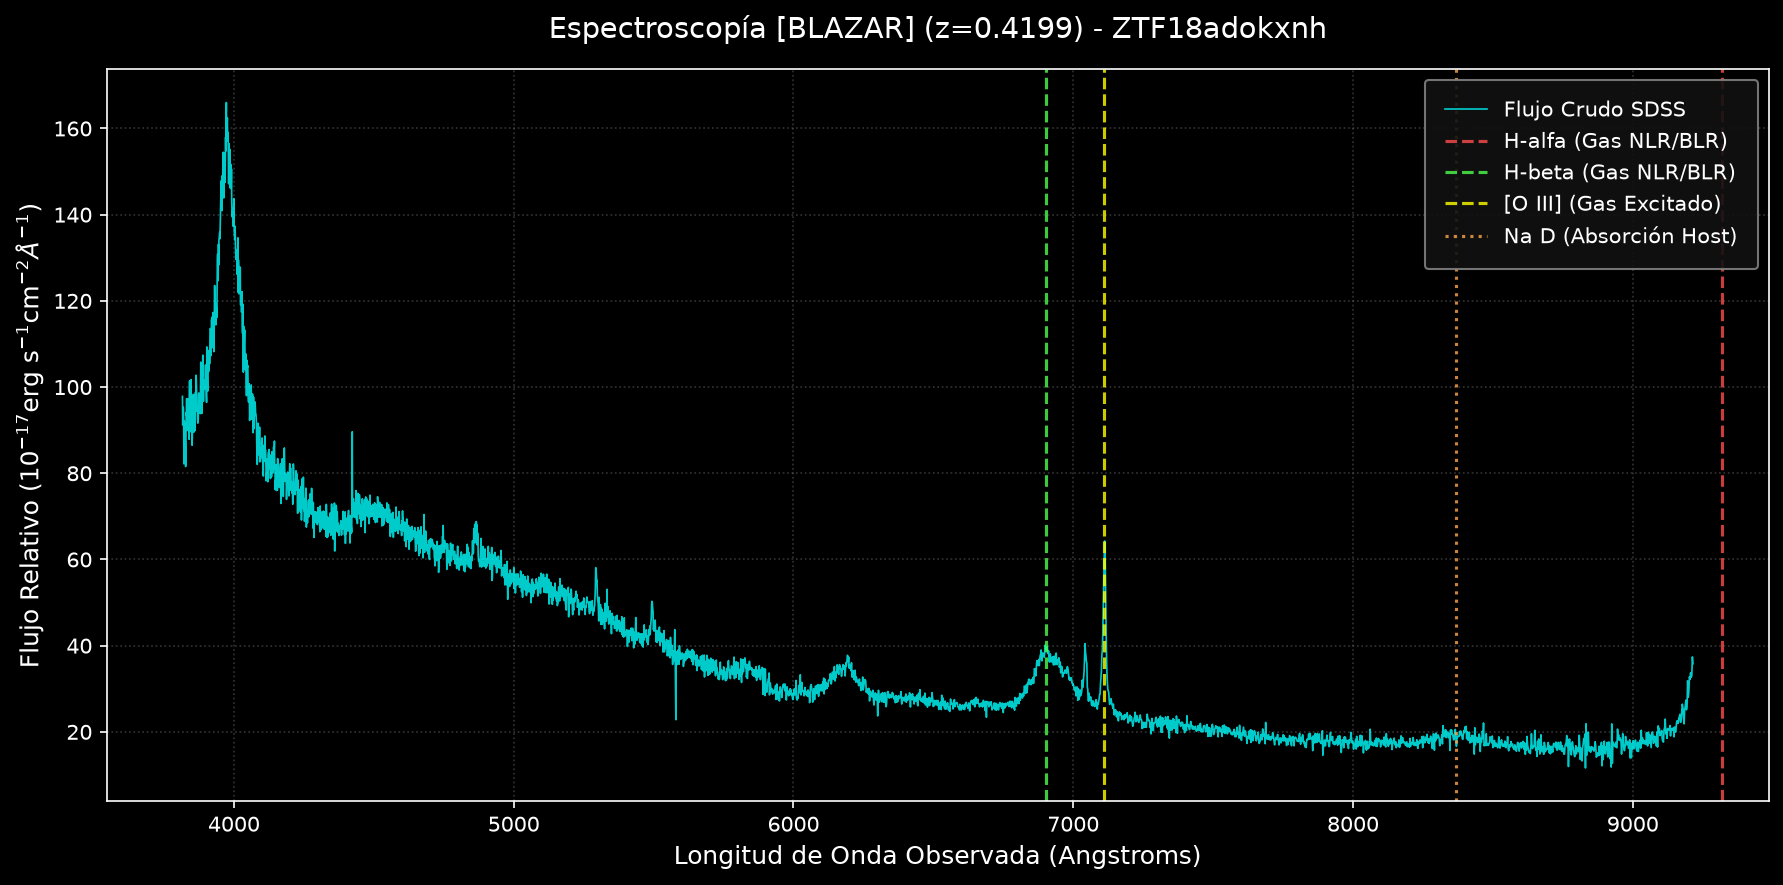 Espectroscopía [BLAZAR] (z=0.4199) - ZTF18adokxnh
Flujo Crudo SDSS
H-alfa (Gas NLR/BLR)
H-beta (Gas NLR/BLR)
[O III] (Gas Excitado)
Na D (Absorción Host)
Flujo Relativo (10⁻¹⁷erg s⁻¹cm⁻²Å⁻¹)
160
140
120
100
80
60
40
20
4000 5000 6000 7000 8000 9000
Longitud de Onda Observada (Angstroms)